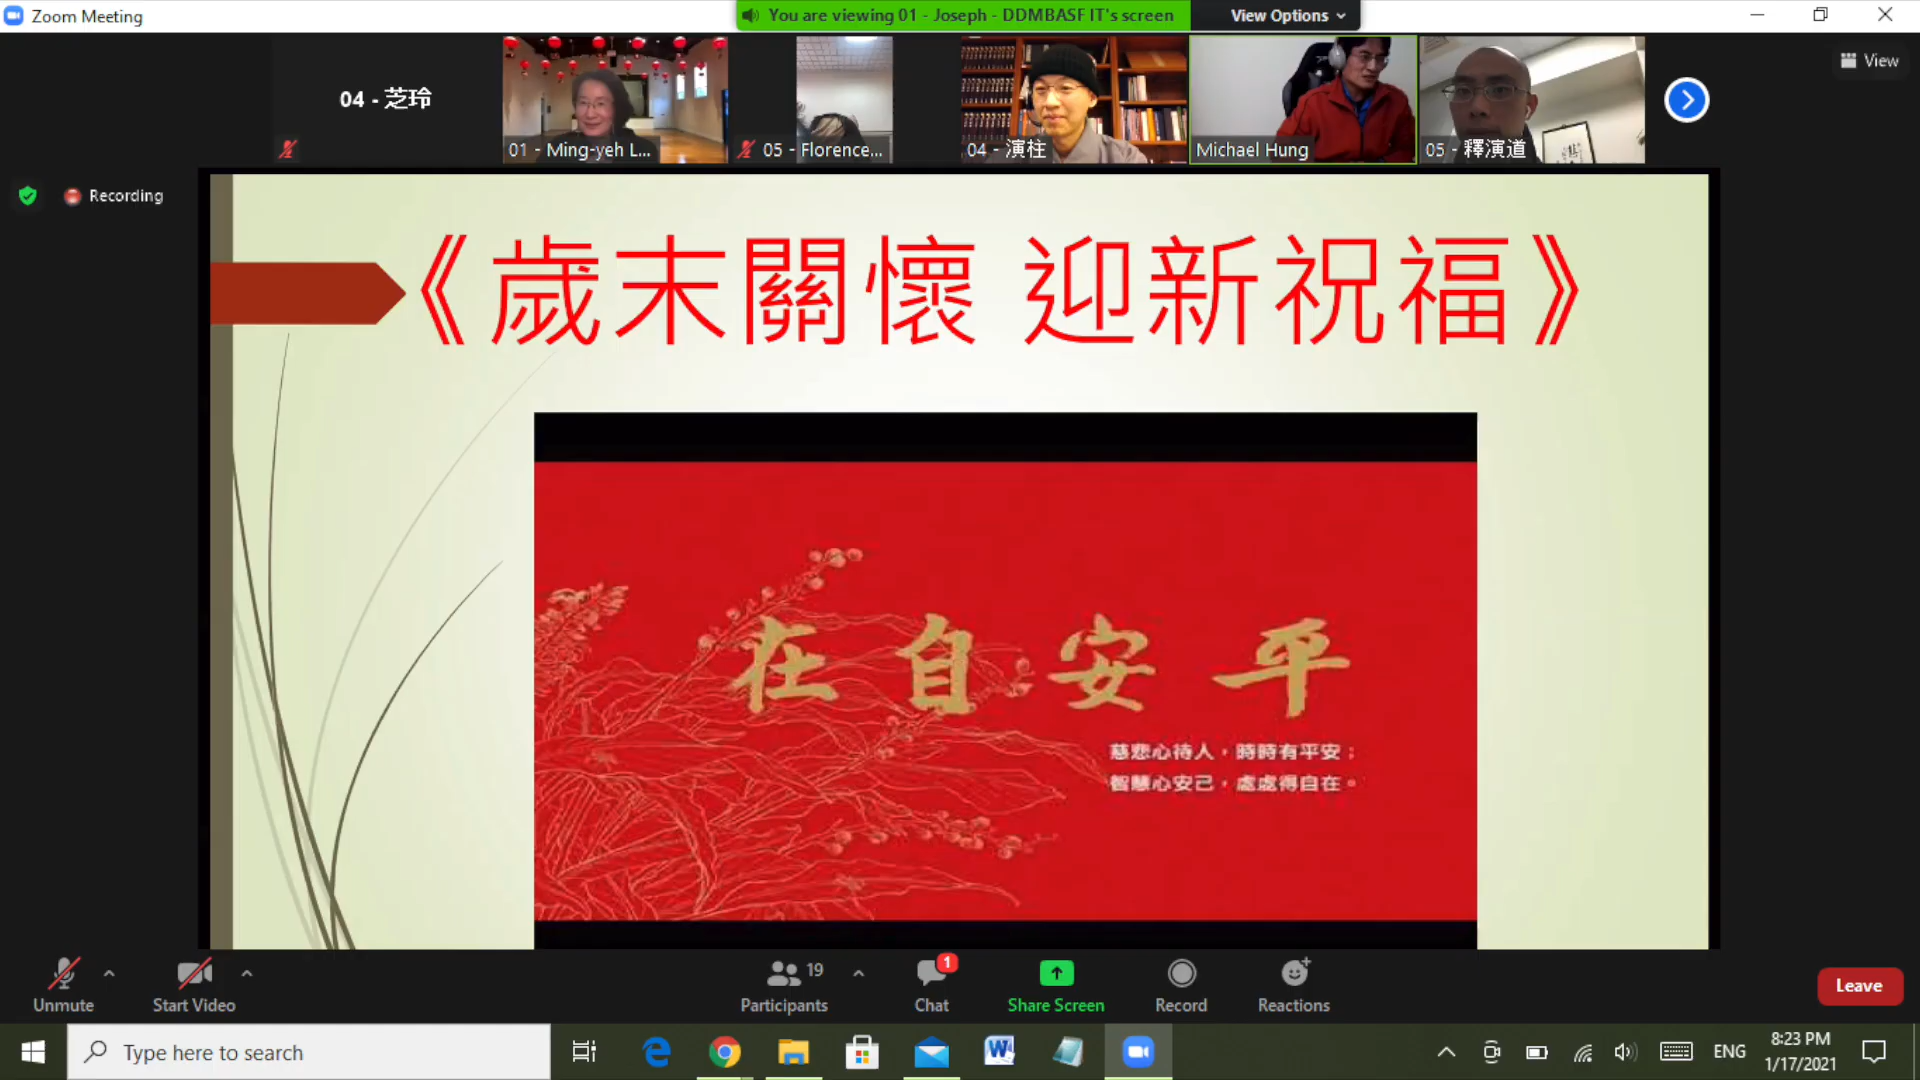 Zoom Meeting
You are viewing 01 - Joseph - DDMBASF IT's screen
View Options
View
04 - 芝玲
01 - Ming-yeh L...
05 - Florence...
04 - 演柱
Michael Hung
05 - 釋演道
Recording
《歲末關懷 迎新祝福》
在自安平
慈悲心待人，時時有平安；
智慧心安己，處處得自在。
Unmute
Start Video
19
Participants
1
Chat
Share Screen
Record
Reactions
Leave
Type here to search
ENG
8:23 PM
1/17/2021